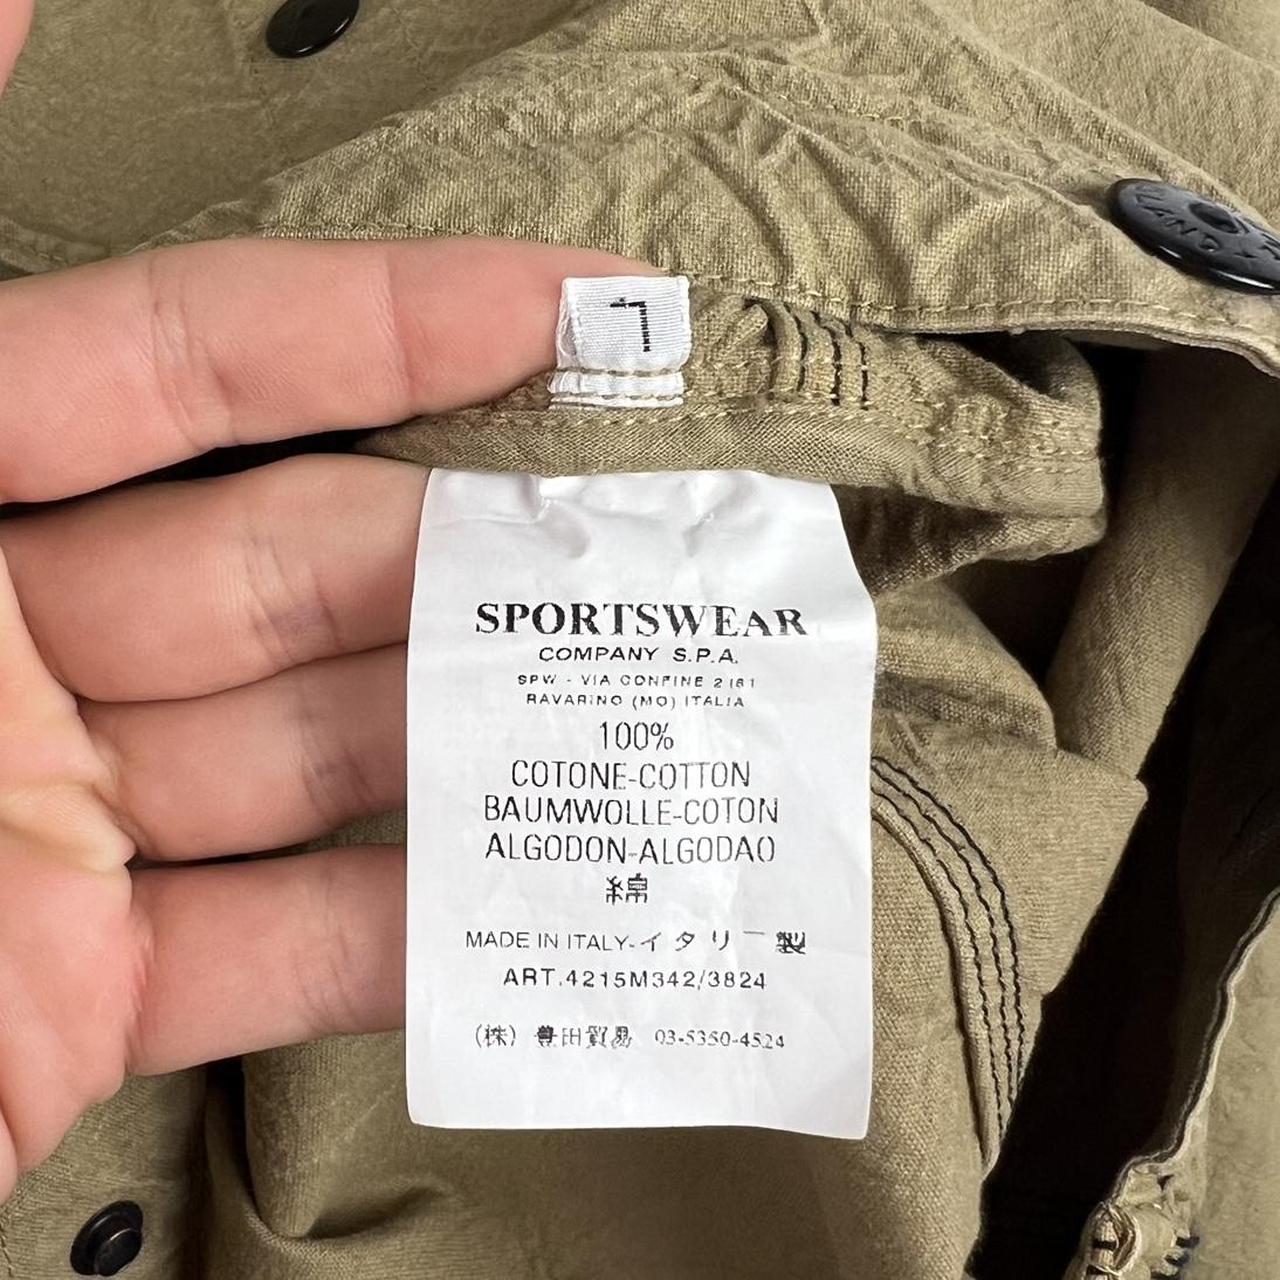 L
SPORTSWEAR
COMPANY S.P.A.
SPW - VIA CONFINE 2161
RAVARINO (MO) ITALIA
100%
COTONE-COTTON
BAUMWOLLE-COTON
ALGODON-ALGODAO
綿
MADE IN ITALY-イタリー製
ART.4215M342/3824
(株) 豊田貿易 03-5350-4524